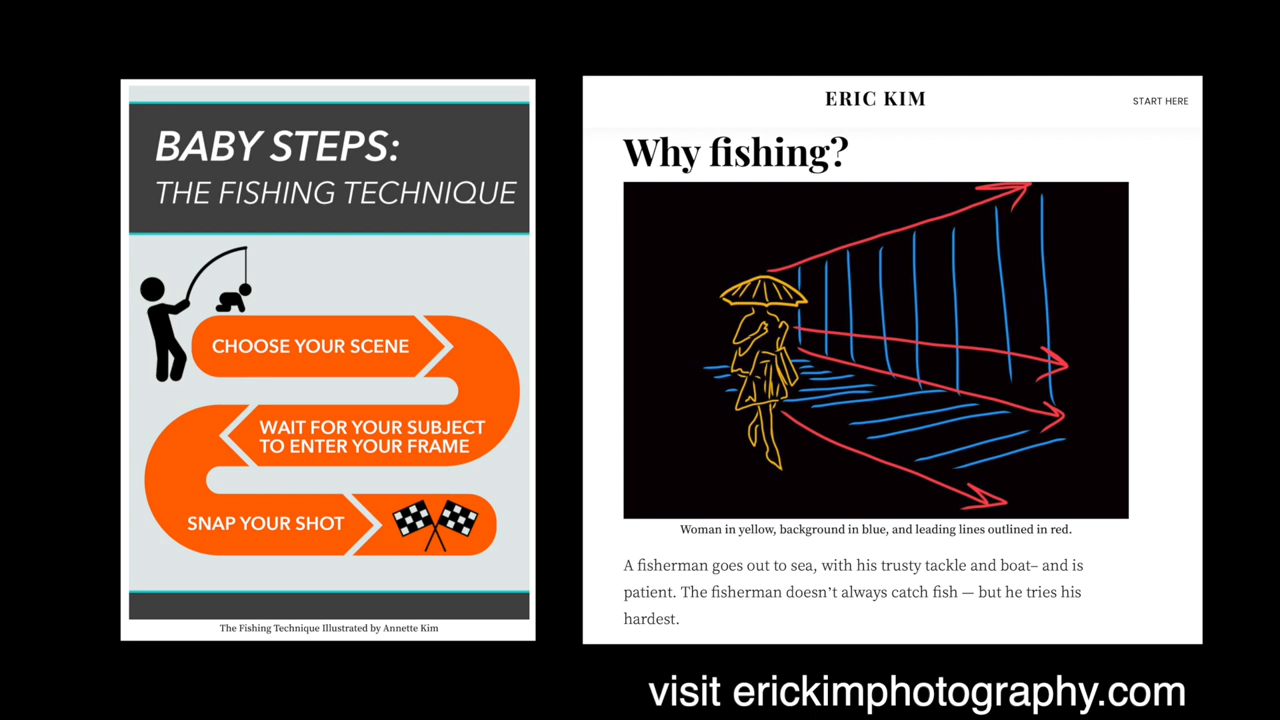 BABY STEPS:
THE FISHING TECHNIQUE
CHOOSE YOUR SCENE
WAIT FOR YOUR SUBJECT
TO ENTER YOUR FRAME
SNAP YOUR SHOT
The Fishing Technique Illustrated by Annette Kim
ERIC KIM
START HERE
Why fishing?
Woman in yellow, background in blue, and leading lines outlined in red.
A fisherman goes out to sea, with his trusty tackle and boat– and is
patient. The fisherman doesn’t always catch fish — but he tries his
hardest.
visit erickimphotography.com